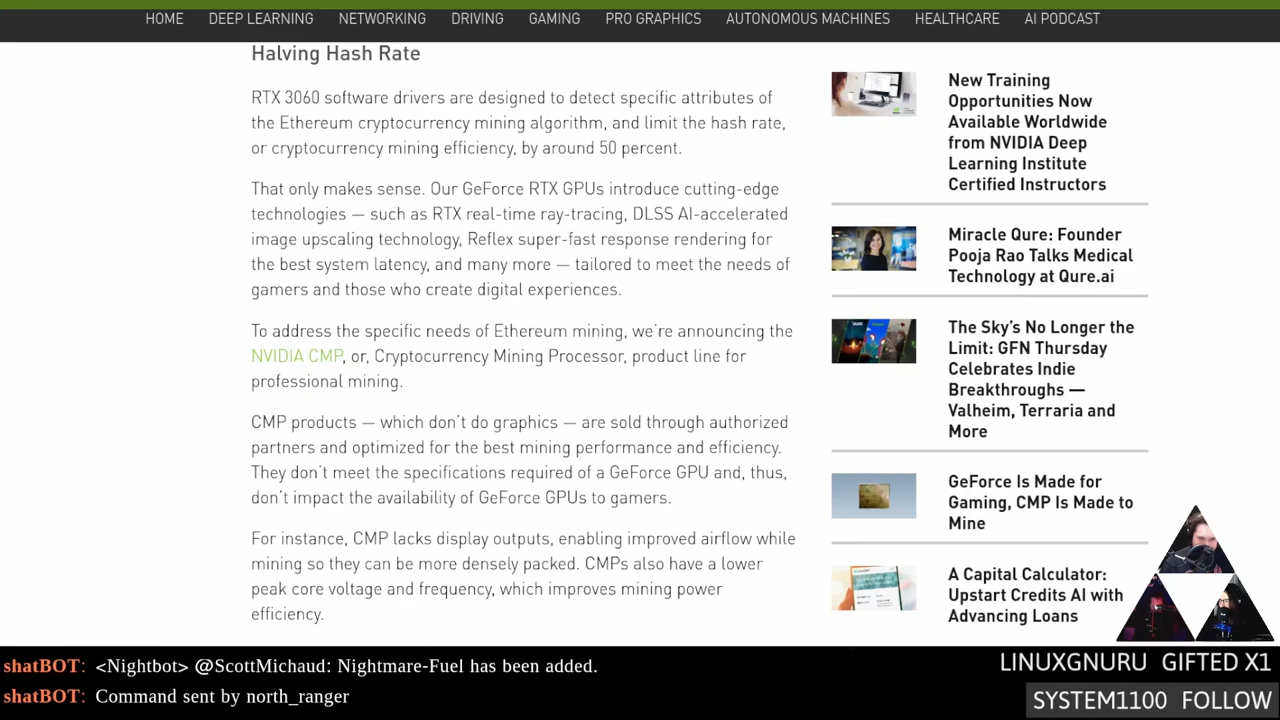 HOME DEEP LEARNING NETWORKING DRIVING GAMING PRO GRAPHICS AUTONOMOUS MACHINES HEALTHCARE AI PODCAST
Halving Hash Rate
RTX 3060 software drivers are designed to detect specific attributes of
the Ethereum cryptocurrency mining algorithm, and limit the hash rate,
or cryptocurrency mining efficiency, by around 50 percent.
That only makes sense. Our GeForce RTX GPUs introduce cutting-edge
technologies — such as RTX real-time ray-tracing, DLSS AI-accelerated
image upscaling technology, Reflex super-fast response rendering for
the best system latency, and many more — tailored to meet the needs of
gamers and those who create digital experiences.
To address the specific needs of Ethereum mining, we're announcing the
NVIDIA CMP, or, Cryptocurrency Mining Processor, product line for
professional mining.
CMP products — which don't do graphics — are sold through authorized
partners and optimized for the best mining performance and efficiency.
They don't meet the specifications required of a GeForce GPU and, thus,
don't impact the availability of GeForce GPUs to gamers.
For instance, CMP lacks display outputs, enabling improved airflow while
mining so they can be more densely packed. CMPs also have a lower
peak core voltage and frequency, which improves mining power
efficiency.
New Training
Opportunities Now
Available Worldwide
from NVIDIA Deep
Learning Institute
Certified Instructors
Miracle Qure: Founder
Pooja Rao Talks Medical
Technology at Qure.ai
The Sky's No Longer the
Limit: GFN Thursday
Celebrates Indie
Breakthroughs —
Valheim, Terraria and
More
GeForce Is Made for
Gaming, CMP Is Made to
Mine
A Capital Calculator:
Upstart Credits AI with
Advancing Loans
shatBOT: <Nightbot> @ScottMichaud: Nightmare-Fuel has been added.
shatBOT: Command sent by north_ranger
LINUXGNURU GIFTED X1
SYSTEM1100 FOLLOW